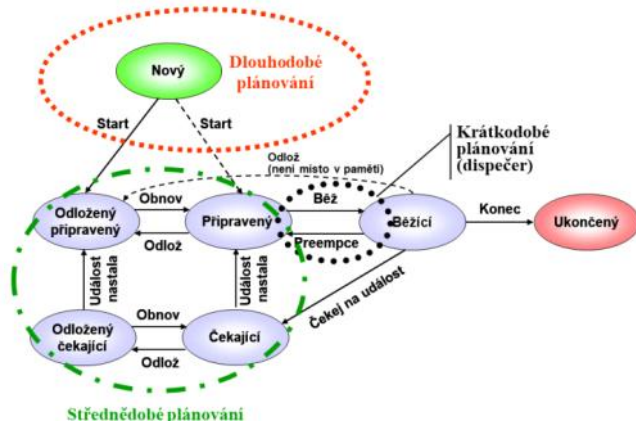 Nový
Dlouhodobé
plánování
Start
Start
Krátkodobé
plánování
(dispečer)
Odlož
(není místo v paměti)
Odložený
připravený
Obnov
Odlož
Připravený
Běž
Preempce
Běžící
Konec
Ukončený
Událost
nastala
Událost
nastala
Čekej na událost
Odložený
čekající
Obnov
Odlož
Čekající
Střednědobé plánování